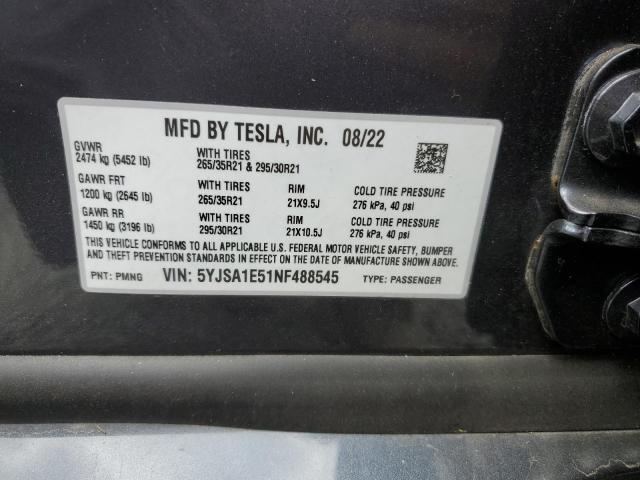 MFD BY TESLA, INC. 08/22
GVWR
2474 kg (5452 lb)
WITH TIRES
265/35R21 & 295/30R21
GAWR FRT
1200 kg (2645 lb)
WITH TIRES
265/35R21
RIM
21X9.5J
COLD TIRE PRESSURE
276 kPa, 40 psi
GAWR RR
1450 kg (3196 lb)
WITH TIRES
295/30R21
RIM
21X10.5J
COLD TIRE PRESSURE
276 kPa, 40 psi
THIS VEHICLE CONFORMS TO ALL APPLICABLE U.S. FEDERAL MOTOR VEHICLE SAFETY, BUMPER
AND THEFT PREVENTION STANDARDS IN EFFECT ON THE DATE OF MANUFACTURE SHOWN ABOVE.
PNT: PMNG VIN: 5YJSA1E51NF488545 TYPE: PASSENGER